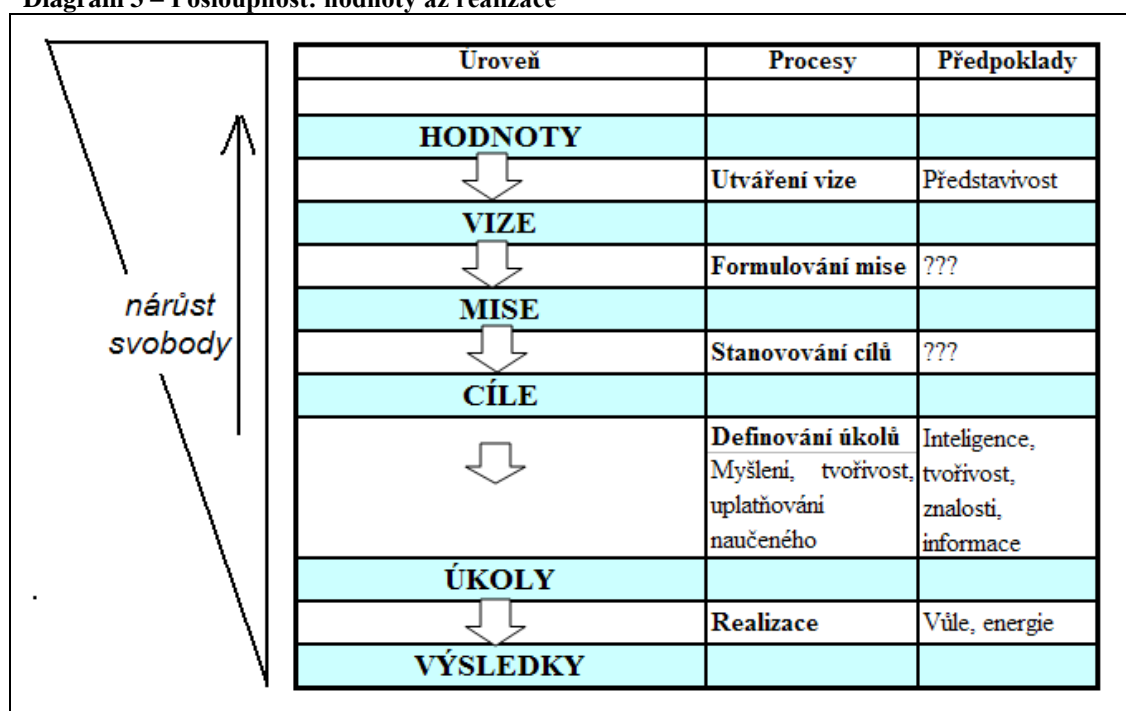 Diagram 3 – Posloupnost: hodnoty až realizace
Úroveň Procesy Předpoklady
HODNOTY
Utváření vize Představivost
VIZE
Formulování mise ???
MISE
nárůst
svobody
Stanovování cílů ???
CÍLE
Definování úkolů
Myšlení, tvořivost,
uplatňování
naučeného
Inteligence,
tvořivost,
znalosti,
informace
ÚKOLY
.
Realizace Vůle, energie
VÝSLEDKY